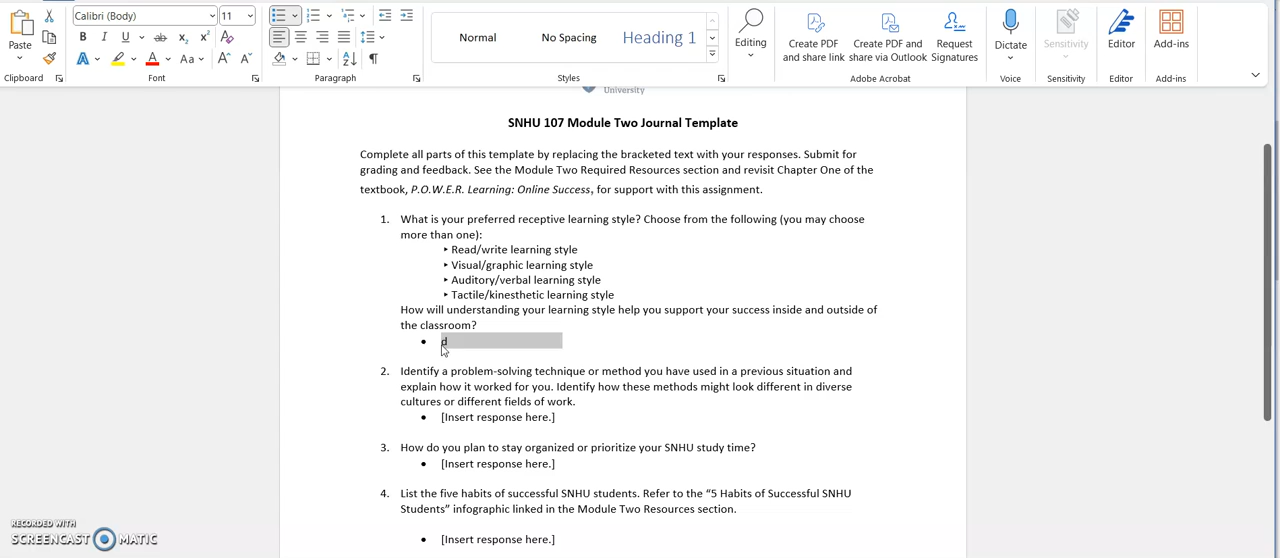 Calibri (Body) 11
Paste
B I U ab x₂ x²
A A Aa A A
Clipboard Font Paragraph Styles Voice Sensitivity Editor Add-ins
Normal No Spacing Heading 1
Editing
Create PDF and share link
Create PDF and share via Outlook
Request Signatures
Adobe Acrobat
Dictate
Sensitivity
Editor
Add-ins
University
SNHU 107 Module Two Journal Template
Complete all parts of this template by replacing the bracketed text with your responses. Submit for
grading and feedback. See the Module Two Required Resources section and revisit Chapter One of the
textbook, P.O.W.E.R. Learning: Online Success, for support with this assignment.
1. What is your preferred receptive learning style? Choose from the following (you may choose
more than one):
‣ Read/write learning style
‣ Visual/graphic learning style
‣ Auditory/verbal learning style
‣ Tactile/kinesthetic learning style
How will understanding your learning style help you support your success inside and outside of
the classroom?
• d
2. Identify a problem-solving technique or method you have used in a previous situation and
explain how it worked for you. Identify how these methods might look different in diverse
cultures or different fields of work.
• [Insert response here.]
3. How do you plan to stay organized or prioritize your SNHU study time?
• [Insert response here.]
4. List the five habits of successful SNHU students. Refer to the “5 Habits of Successful SNHU
Students” infographic linked in the Module Two Resources section.
• [Insert response here.]
RECORDED WITH
SCREENCAST MATIC